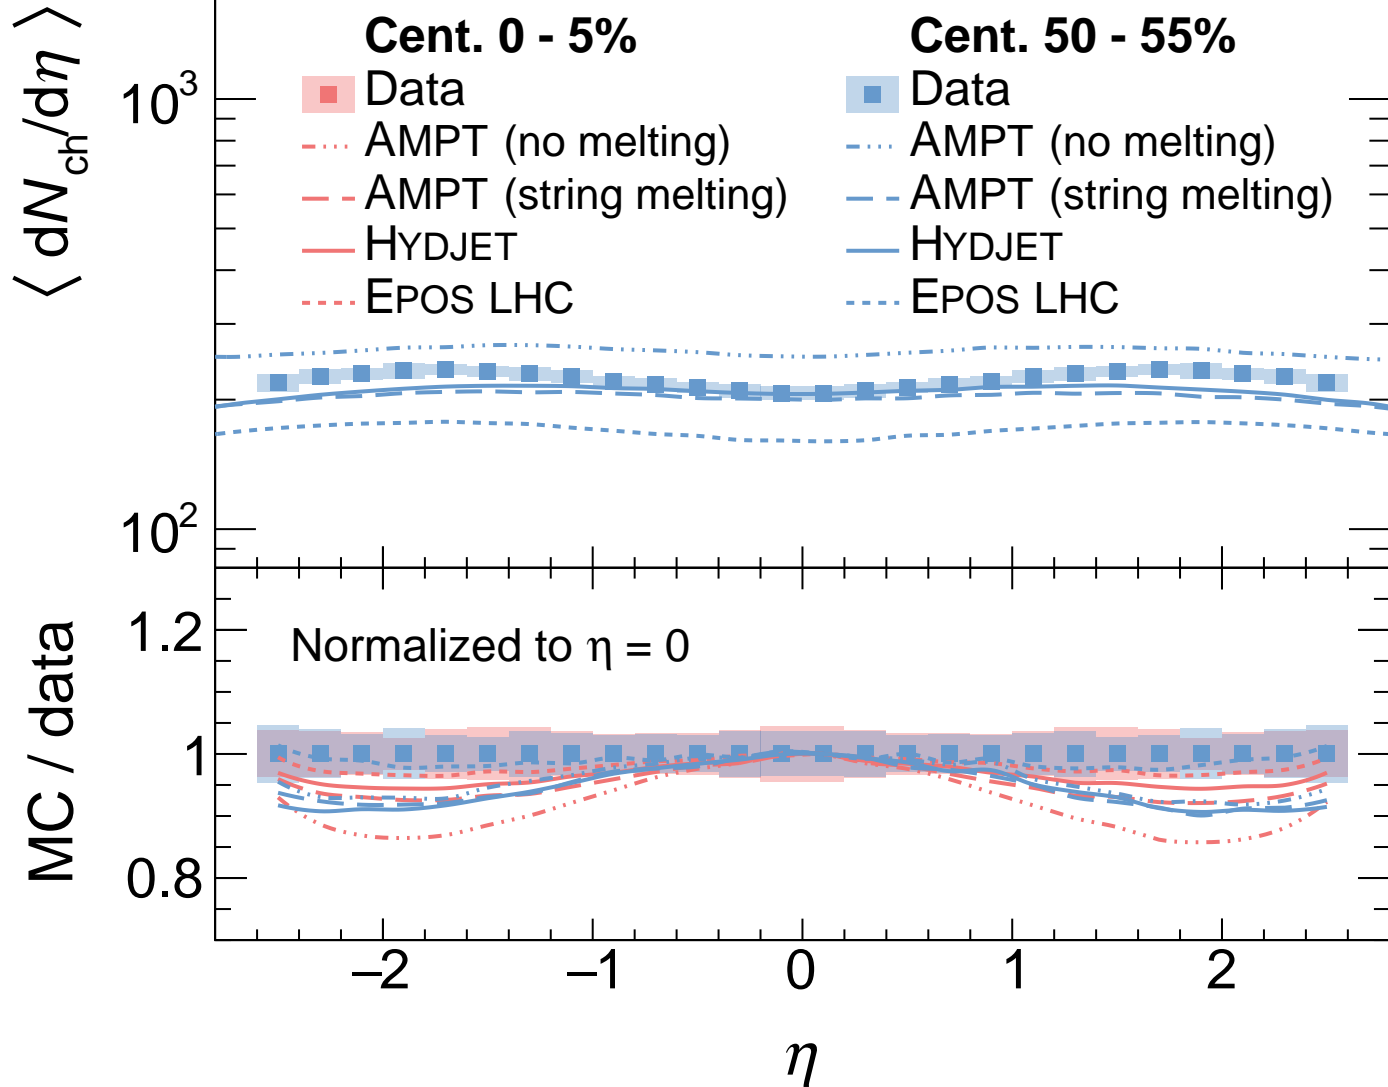 ⟨ dN_ch/dη ⟩
Cent. 0 - 5%
Data
AMPT (no melting)
AMPT (string melting)
HYDJET
EPOS LHC
Cent. 50 - 55%
Data
AMPT (no melting)
AMPT (string melting)
HYDJET
EPOS LHC
10³
10²
MC / data
Normalized to η = 0
1.2
1
0.8
−2 −1 0 1 2
η